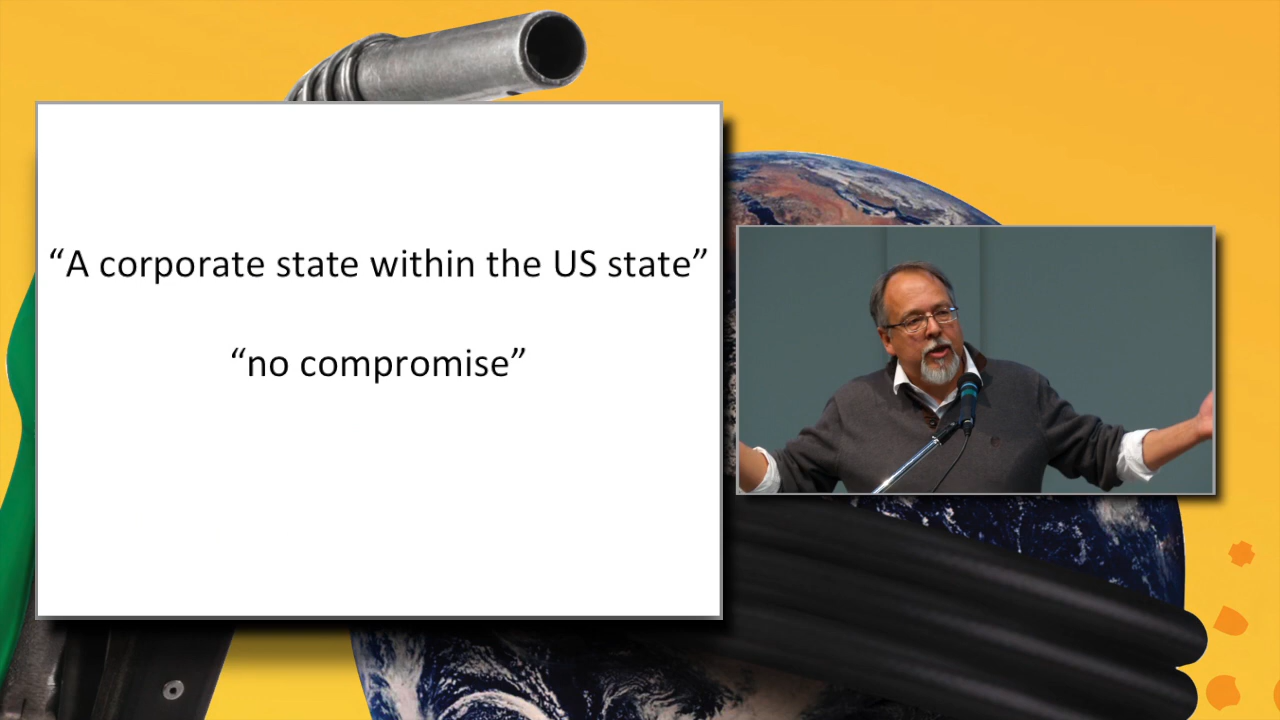 “A corporate state within the US state”
“no compromise”